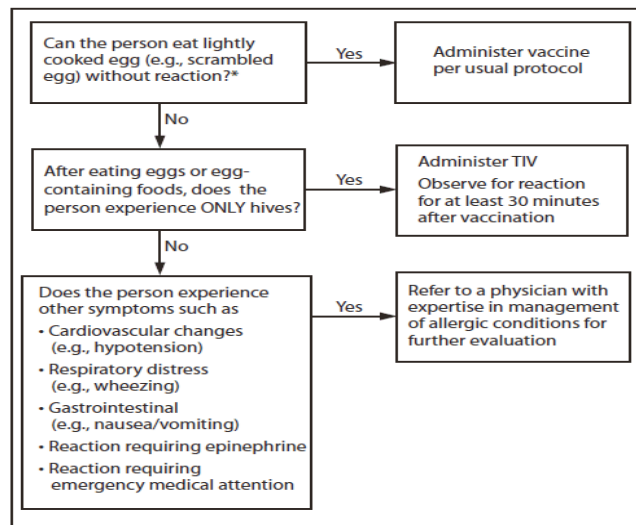 Can the person eat lightly
cooked egg (e.g., scrambled
egg) without reaction?*
Yes
Administer vaccine
per usual protocol
No
After eating eggs or egg-
containing foods, does the
person experience ONLY hives?
Yes
Administer TIV
Observe for reaction
for at least 30 minutes
after vaccination
No
Does the person experience
other symptoms such as
• Cardiovascular changes
(e.g., hypotension)
• Respiratory distress
(e.g., wheezing)
• Gastrointestinal
(e.g., nausea/vomiting)
• Reaction requiring epinephrine
• Reaction requiring
emergency medical attention
Yes
Refer to a physician with
expertise in management
of allergic conditions for
further evaluation